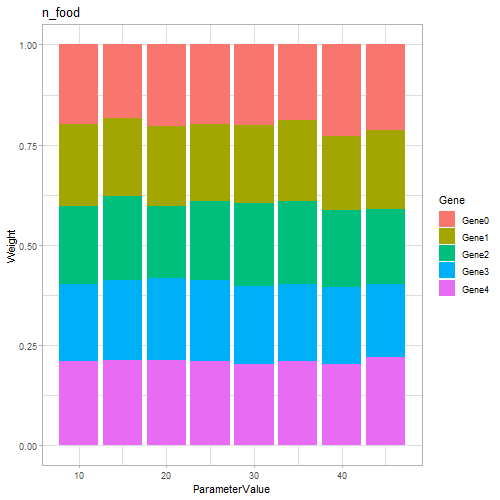 n_food
1.00
0.75
0.50
0.25
0.00
Weight
10
20
30
40
ParameterValue
Gene
Gene0
Gene1
Gene2
Gene3
Gene4